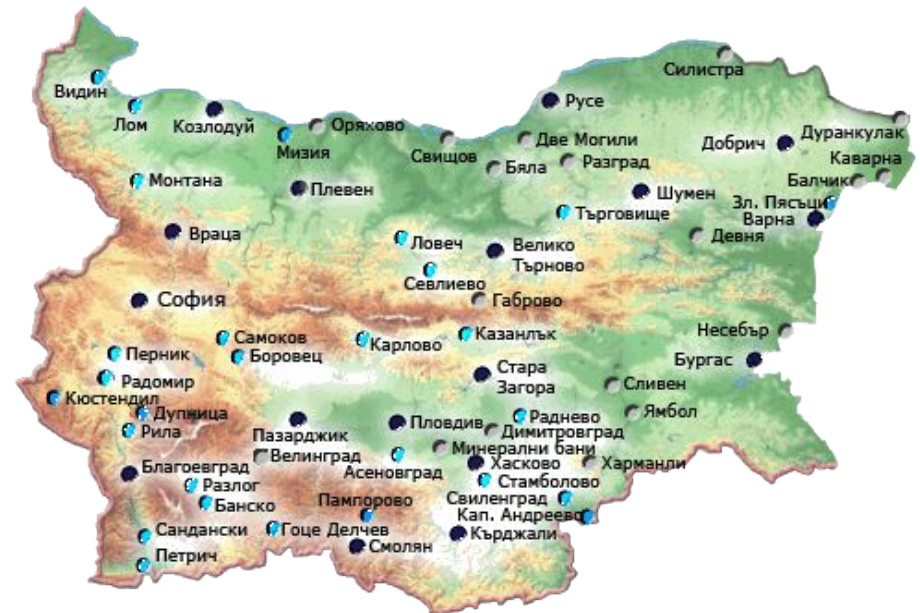 Силистра
Видин
Русе
Лом
Козлодуй
Оряхово
Дуранкулак
Мизия
Свищов
Две Могили
Добрич
Каварна
Бяла
Разград
Балчик
Монтана
Плевен
Шумен
Зл. Пясъци
Търговище
Варна
Враца
Ловеч
Девня
Велико
Търново
Севлиево
София
Габрово
Несебър
Самоков
Карлово
Казанлък
Перник
Боровец
Бургас
Радомир
Стара
Загора
Сливен
Кюстендил
Дупница
Раднево
Ямбол
Рила
Пазарджик
Пловдив
Димитровград
Минерални бани
Велинград
Хасково
Харманли
Благоевград
Асеновград
Разлог
Стамболово
Банско
Пампорово
Свиленград
Кап. Андреево
Сандански
Гоце Делчев
Кърджали
Смолян
Петрич